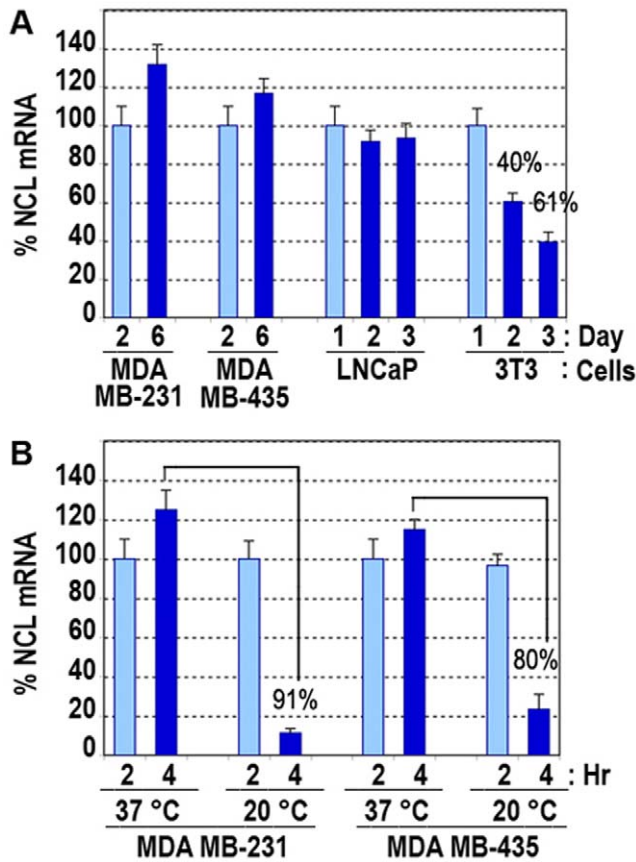 A
% NCL mRNA
140
120
100
80
60
40
20
0
40%
61%
2 6 2 6 1 2 3 1 2 3 : Day
MDA MB-231 MDA MB-435 LNCaP 3T3 : Cells
B
% NCL mRNA
140
120
100
80
60
40
20
0
91%
80%
2 4 2 4 2 4 2 4 : Hr
37 °C 20 °C 37 °C 20 °C
MDA MB-231 MDA MB-435